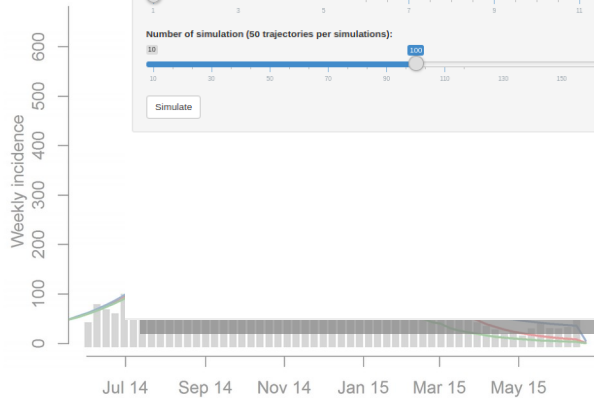 1 3 5 7 9 11
Number of simulation (50 trajectories per simulations):
10 100
10 30 50 70 90 110 130 150
Simulate
Weekly incidence
600
500
400
300
200
100
0
Jul 14 Sep 14 Nov 14 Jan 15 Mar 15 May 15